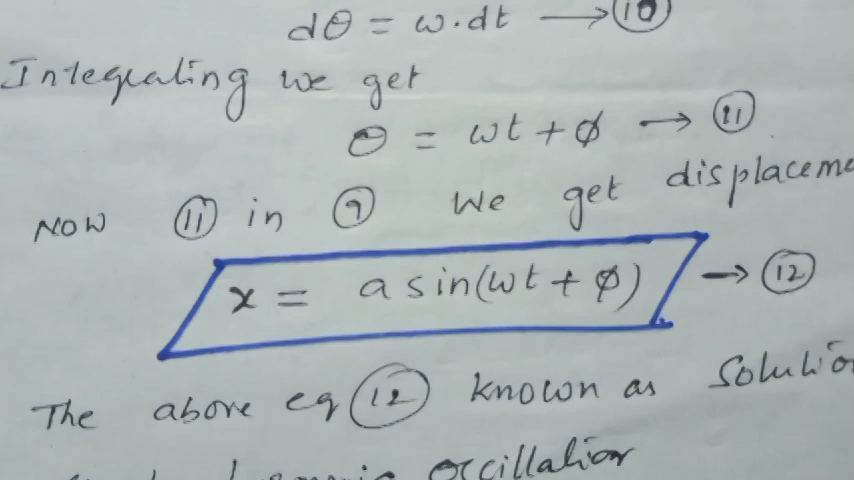 dθ = ω.dt → ⑩
Integrating we get
θ = ωt + φ → ⑪
Now ⑪ in ⑨ we get displaceme
x = a sin(ωt + φ) → ⑫
The above eq ⑫ known as Solutio
occillation